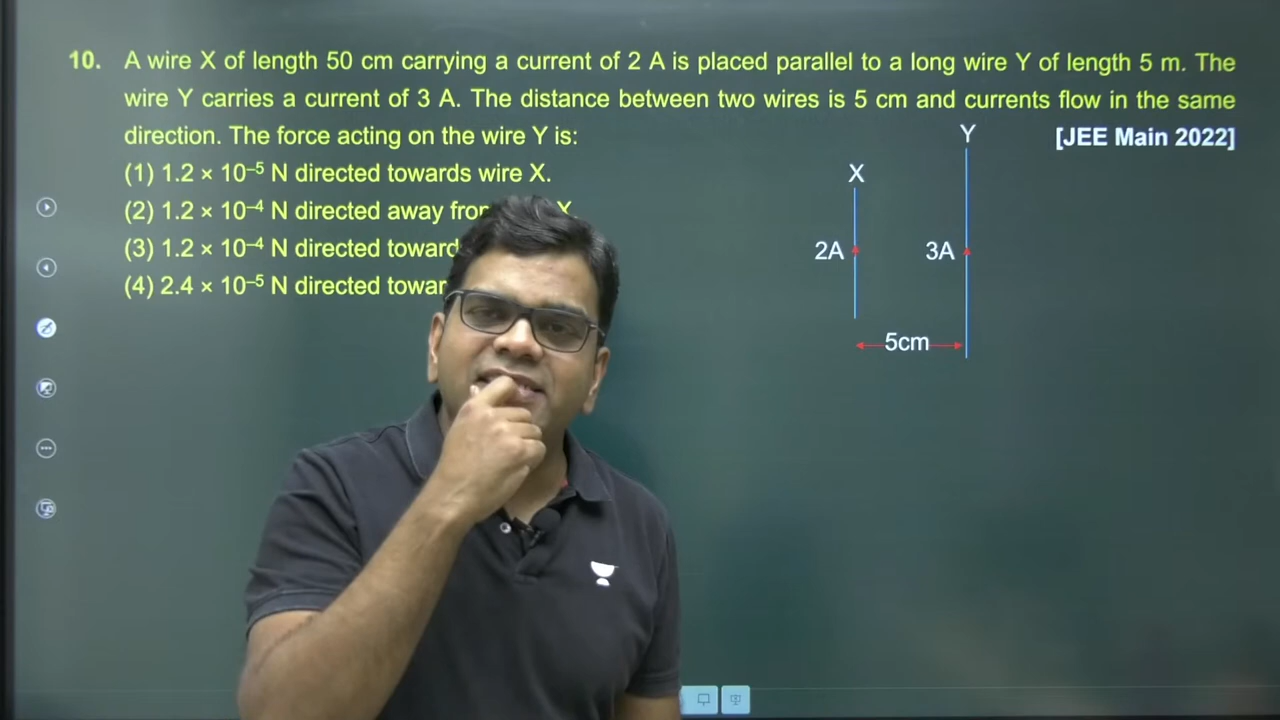 10. A wire X of length 50 cm carrying a current of 2 A is placed parallel to a long wire Y of length 5 m. The
wire Y carries a current of 3 A. The distance between two wires is 5 cm and currents flow in the same
direction. The force acting on the wire Y is:
[JEE Main 2022]
(1) 1.2 × 10⁻⁵ N directed towards wire X.
(2) 1.2 × 10⁻⁴ N directed away X
(3) 1.2 × 10⁻⁴ N directed
(4) 2.4 × 10⁻⁵ N directed
Y
X
2A
3A
5cm